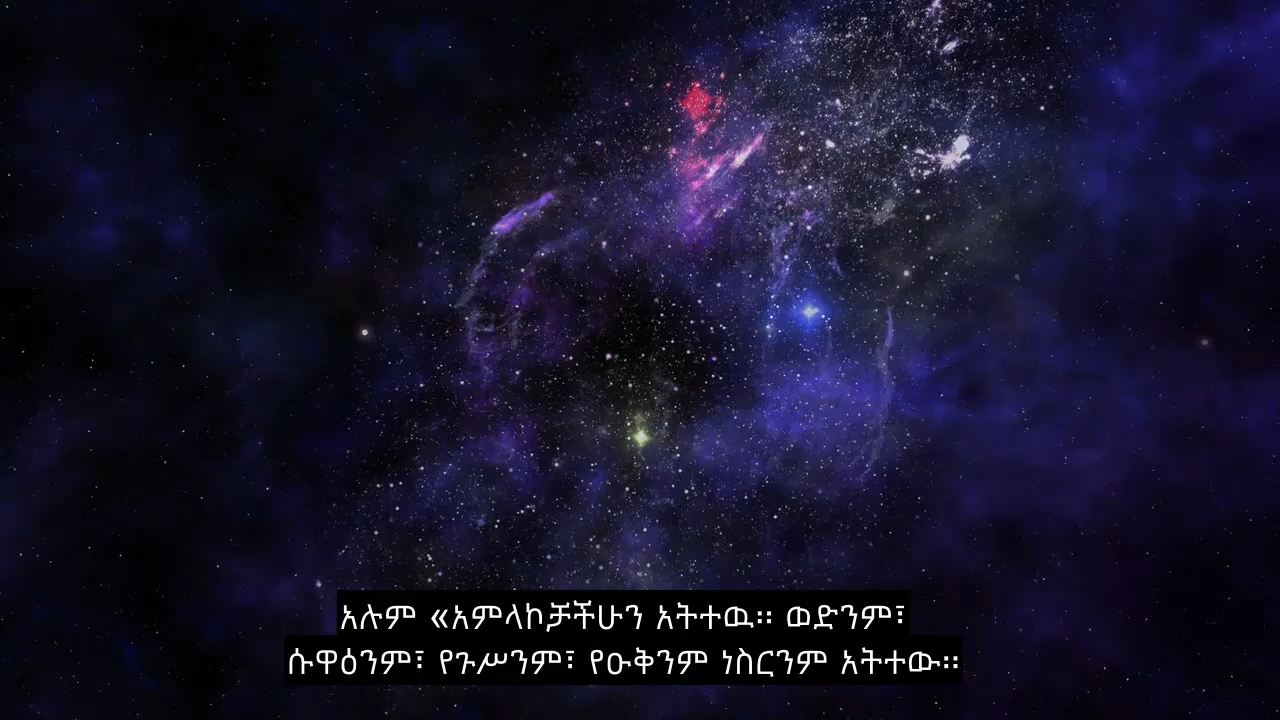 አሉም «አምላኮቻችሁን አትተዉ፡፡ ወድንም፣
ሱዋዕንም፣ የጉሥንም፣ የዑቅንም ነስርንም አትተው፡፡